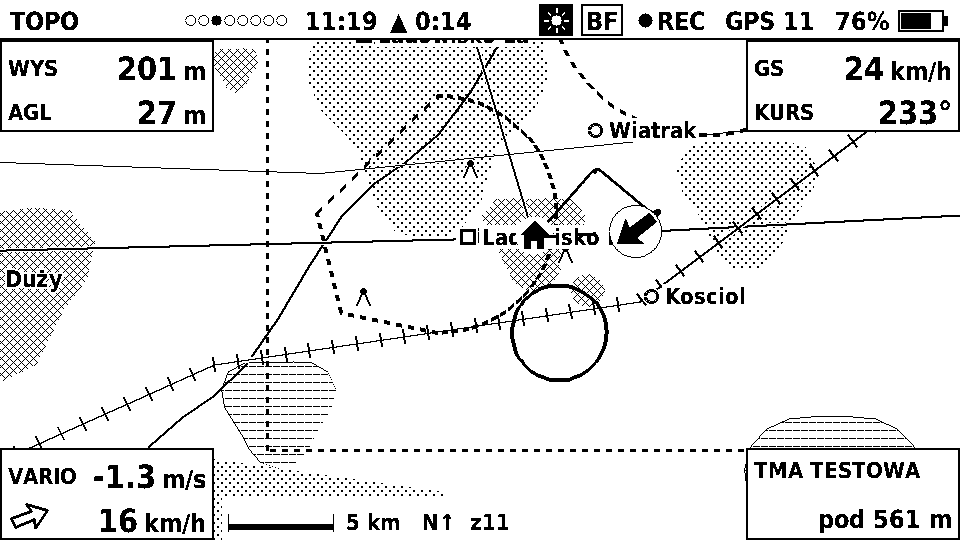 TOPO 11:19 ▲ 0:14 BF REC GPS 11 76%
WYS 201 m
AGL 27 m
GS 24 km/h
KURS 233°
Wiatrak
Duży
Kosciol
VARIO -1.3 m/s
16 km/h
5 km N↑ z11
TMA TESTOWA
pod 561 m